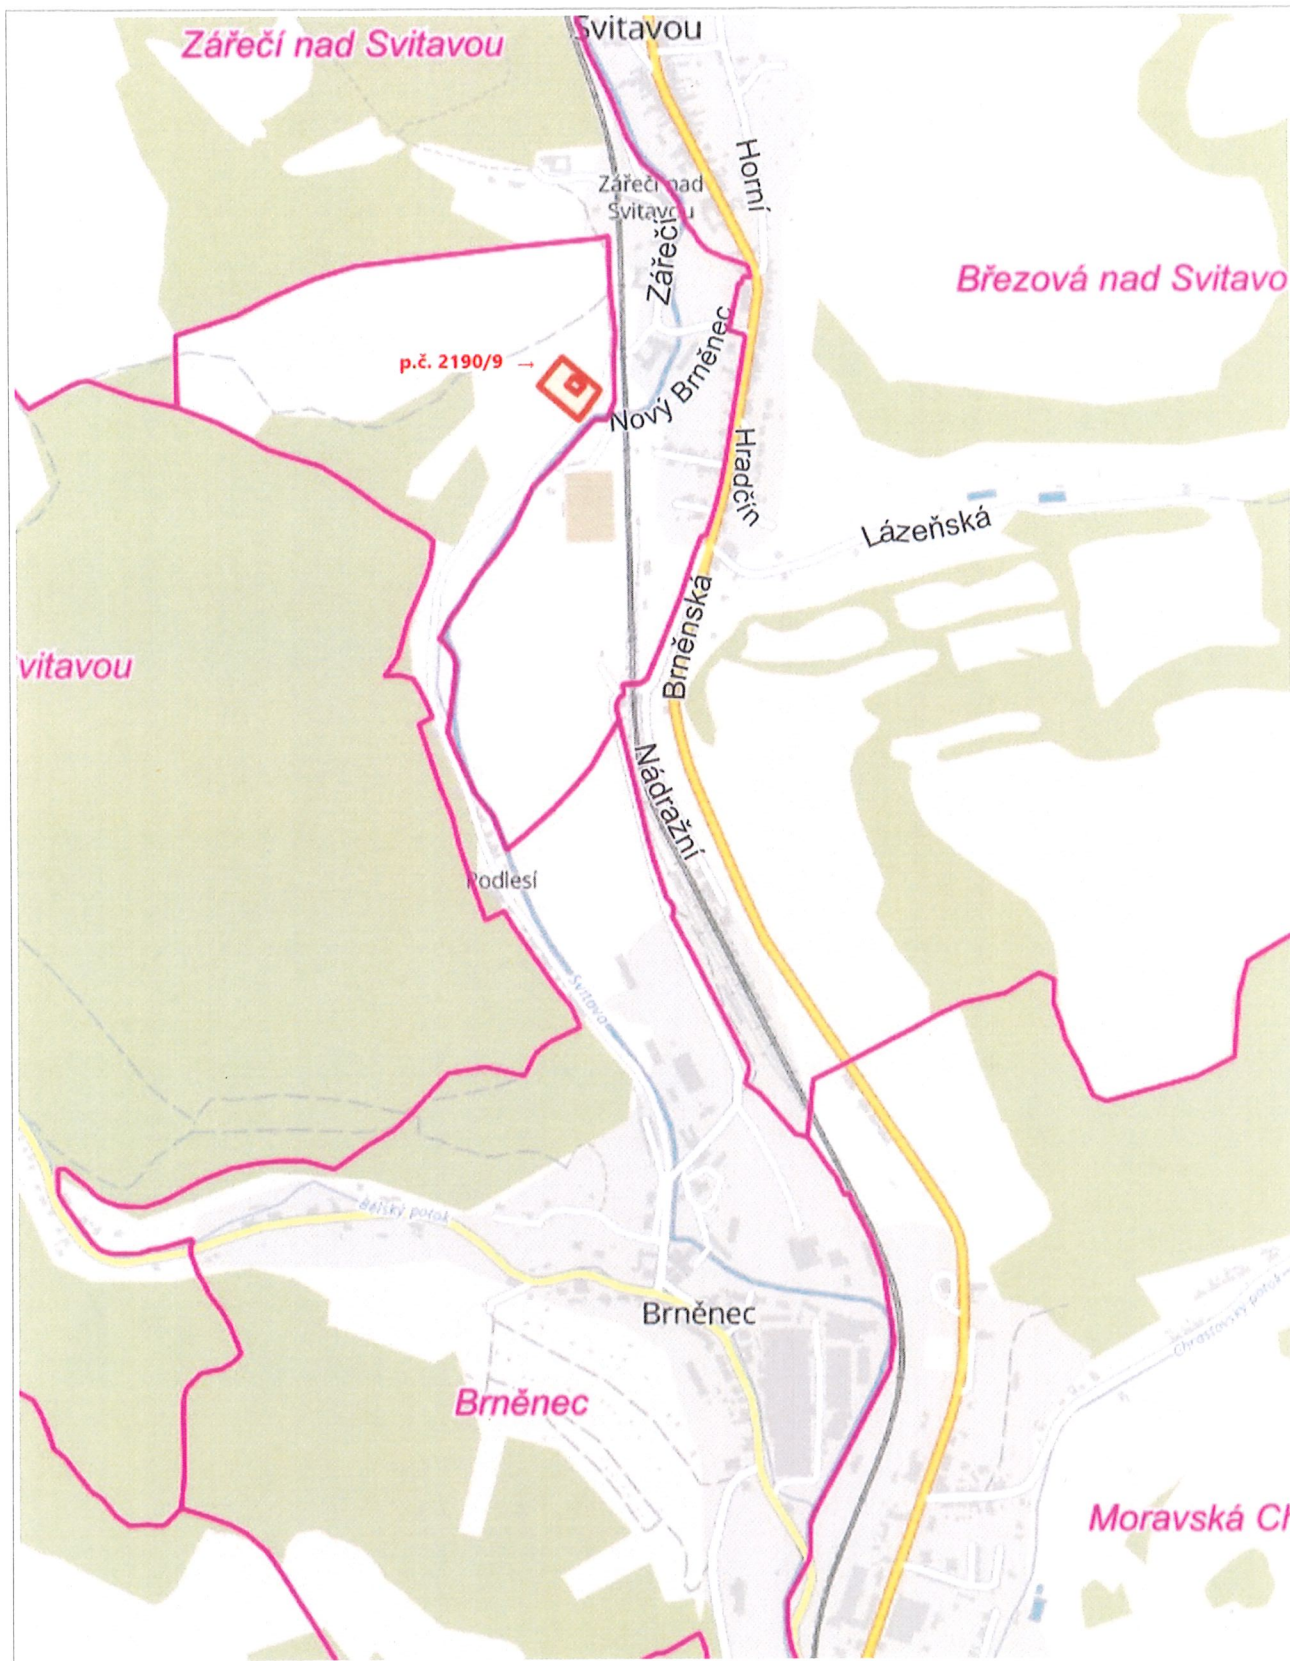 Svitavou
Zářečí nad Svitavou
Horní
Zářečí nad
Svitavou
Zářečí
Březová nad Svitavo
Nový Brněnec
p.č. 2190/9 →
Hradčín
Lázeňská
Brněnská
vitavou
Nádražní
Podlesí
Svitava
Bělský potok
Brněnec
Chrastovský potok
Brněnec
Moravská Ch